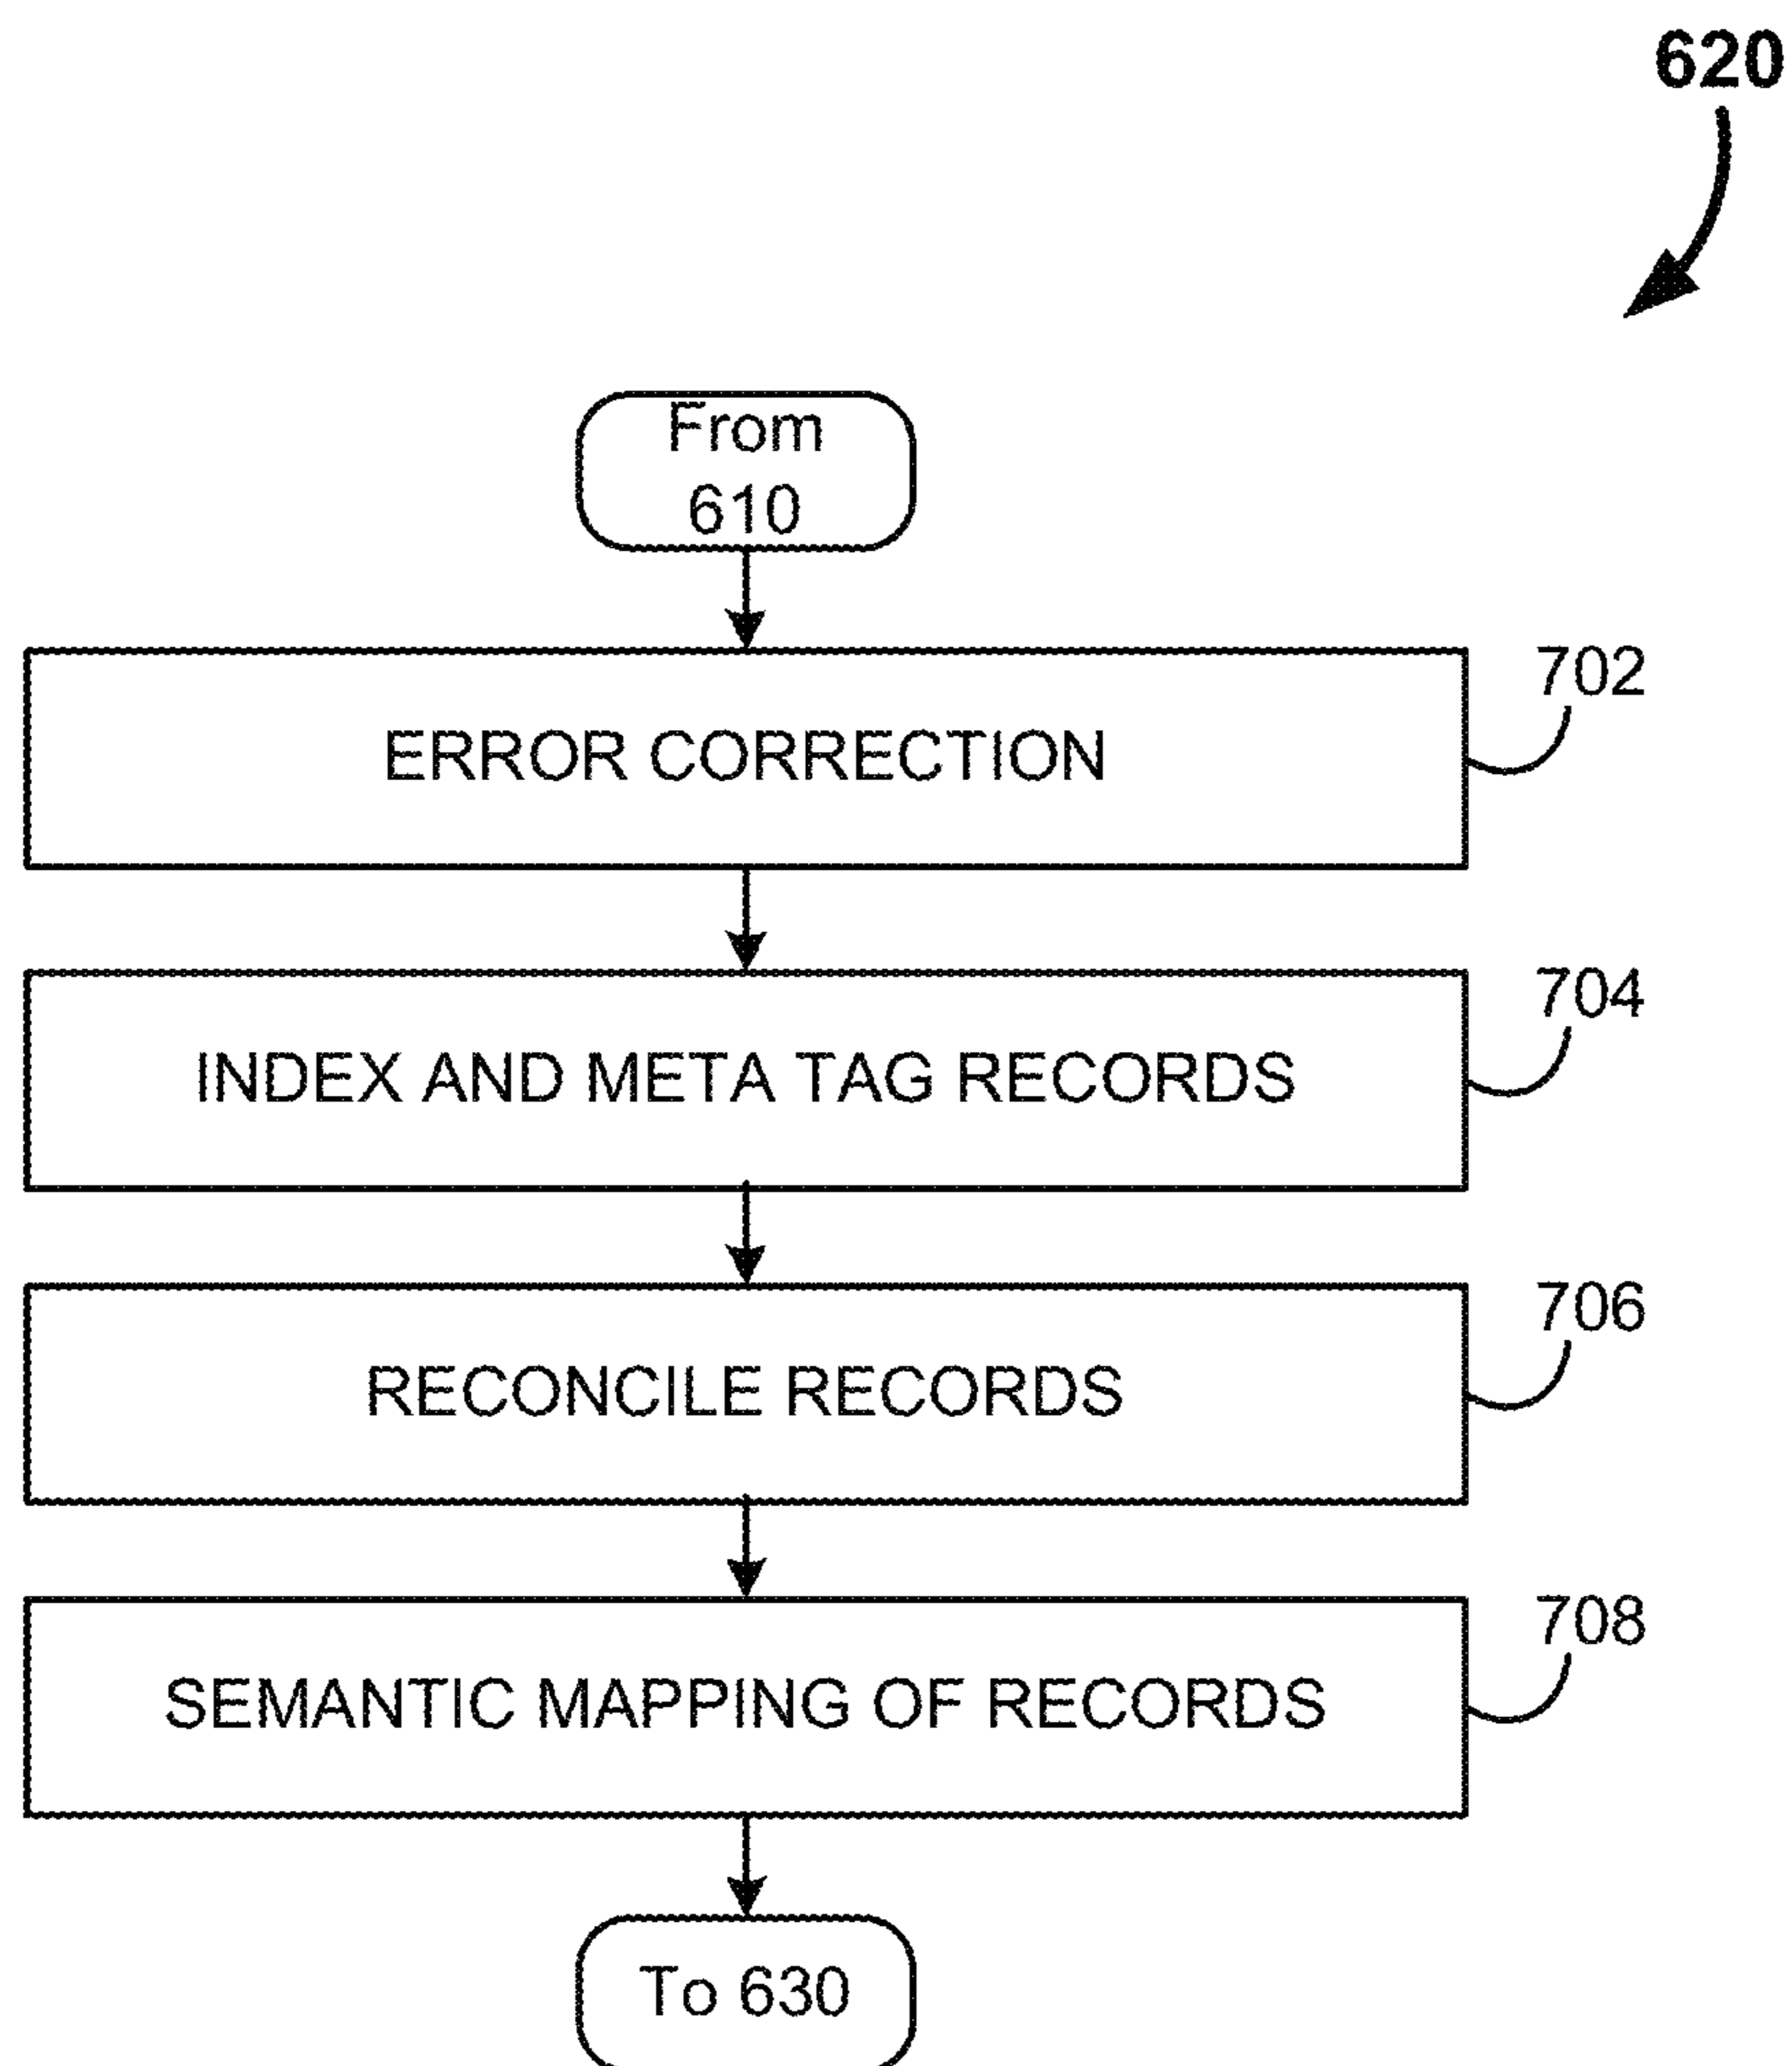 620
From
610
ERROR CORRECTION
702
INDEX AND META TAG RECORDS
704
RECONCILE RECORDS
706
SEMANTIC MAPPING OF RECORDS
708
To 630